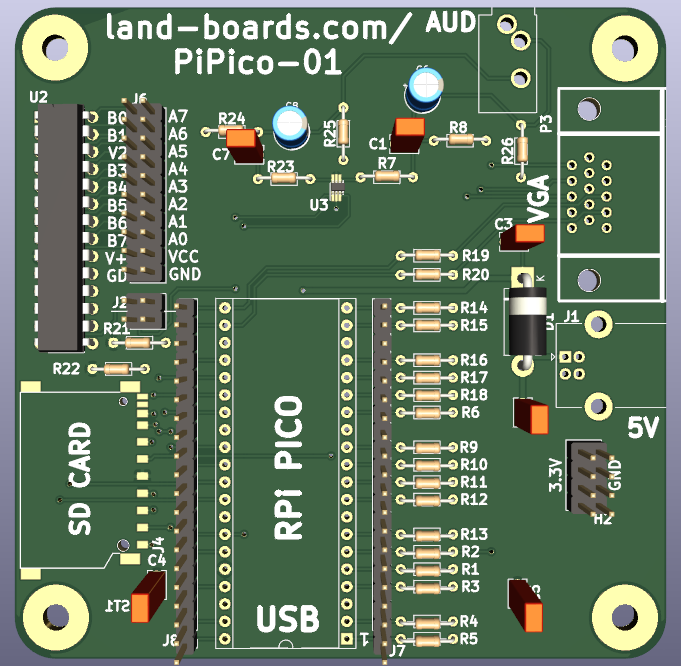 land-boards.com/
PiPico-01
AUD
U2
J6
B0
B1
V2
B3
B4
B5
B5
B6
B7
V+
GD
A7
A6
A5
A4
A3
A2
A1
A0
VCC
GND
R24
C7
R23
R25
C1
R7
R8
R26
U3
P3
VGA
C3
K
D1
J1
5V
J2
R21
R22
R19
R20
R14
R15
R16
R17
R18
R6
R9
R10
R11
R12
R13
R2
R1
R3
R4
R5
RPi PICO
USB
1
SD CARD
J4
C4
TST1
J8
J7
3.3V
GND
H2